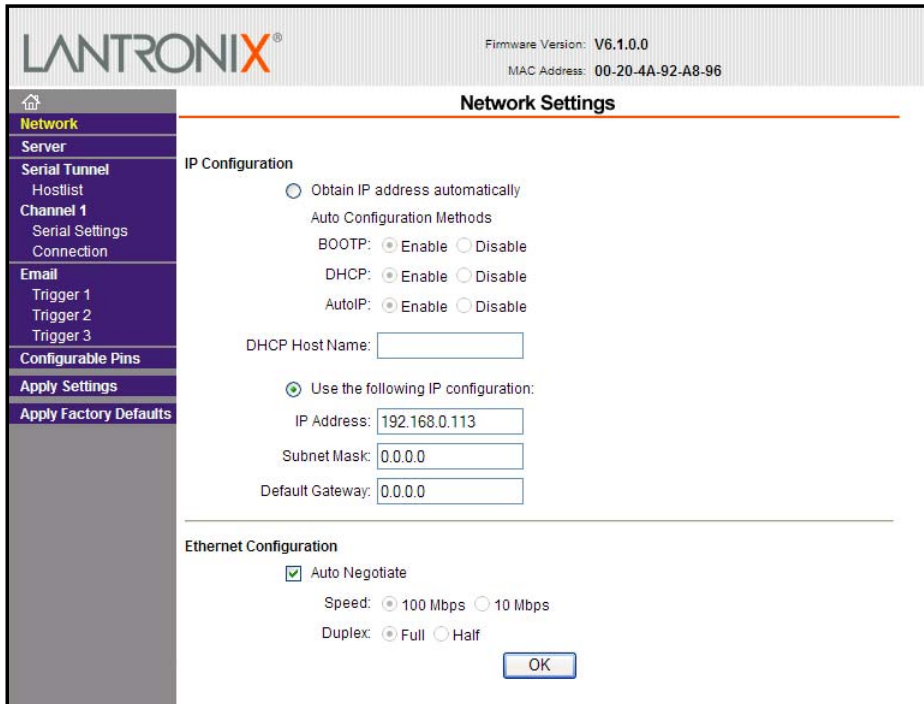 LANTRONIX®
Firmware Version: V6.1.0.0
MAC Address: 00-20-4A-92-A8-96
Network
Server
Serial Tunnel
Hostlist
Channel 1
Serial Settings
Connection
Email
Trigger 1
Trigger 2
Trigger 3
Configurable Pins
Apply Settings
Apply Factory Defaults
Network Settings
IP Configuration
Obtain IP address automatically
Auto Configuration Methods
BOOTP: Enable Disable
DHCP: Enable Disable
AutoIP: Enable Disable
DHCP Host Name:
Use the following IP configuration:
IP Address: 192.168.0.113
Subnet Mask: 0.0.0.0
Default Gateway: 0.0.0.0
Ethernet Configuration
Auto Negotiate
Speed: 100 Mbps 10 Mbps
Duplex: Full Half
OK